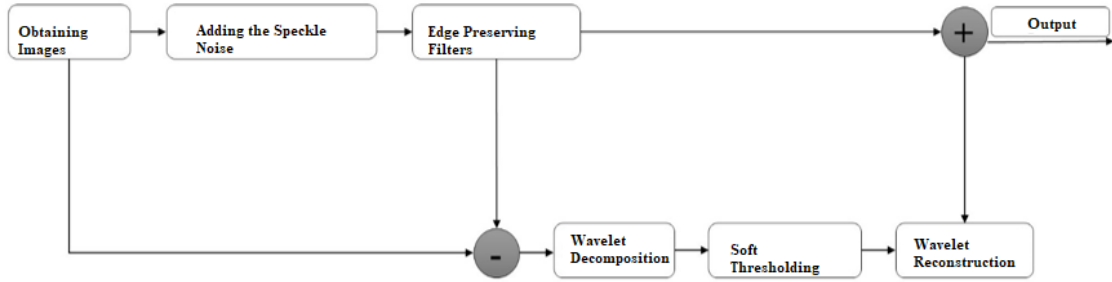 Obtaining
Images
Adding the Speckle
Noise
Edge Preserving
Filters
+
Output
-
Wavelet
Decomposition
Soft
Thresholding
Wavelet
Reconstruction